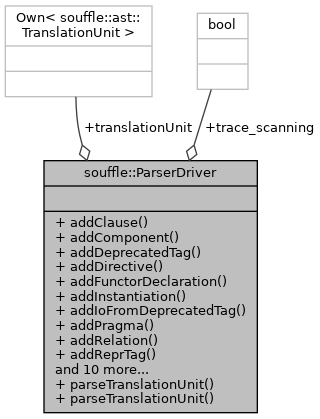 Own< souffle::ast::
TranslationUnit >
bool
+translationUnit
+trace_scanning
souffle::ParserDriver
+ addClause()
+ addComponent()
+ addDeprecatedTag()
+ addDirective()
+ addFunctorDeclaration()
+ addInstantiation()
+ addIoFromDeprecatedTag()
+ addPragma()
+ addRelation()
+ addReprTag()
and 10 more...
+ parseTranslationUnit()
+ parseTranslationUnit()